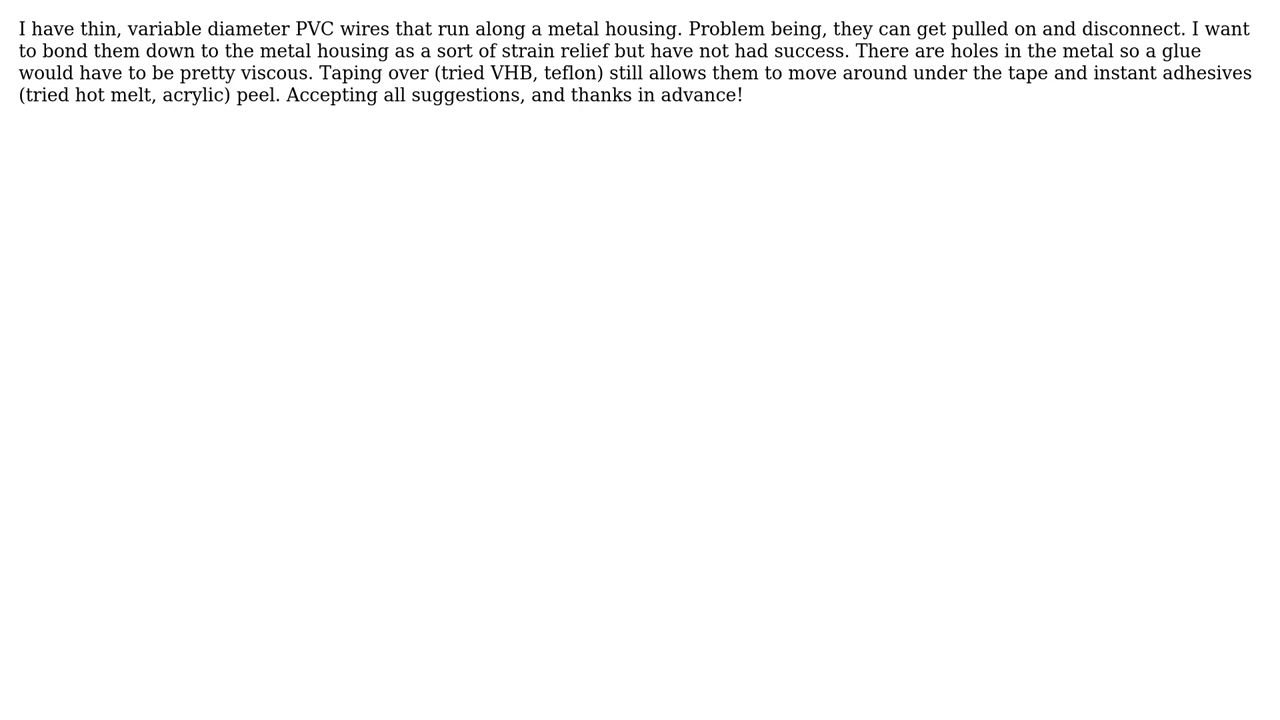 I have thin, variable diameter PVC wires that run along a metal housing. Problem being, they can get pulled on and disconnect. I want
to bond them down to the metal housing as a sort of strain relief but have not had success. There are holes in the metal so a glue
would have to be pretty viscous. Taping over (tried VHB, teflon) still allows them to move around under the tape and instant adhesives
(tried hot melt, acrylic) peel. Accepting all suggestions, and thanks in advance!